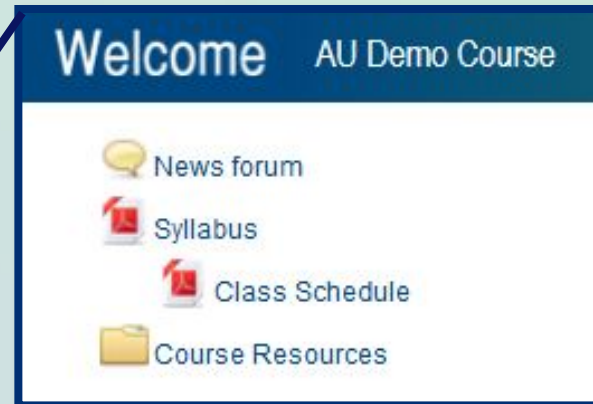 Welcome AU Demo Course
News forum
Syllabus
Class Schedule
Course Resources